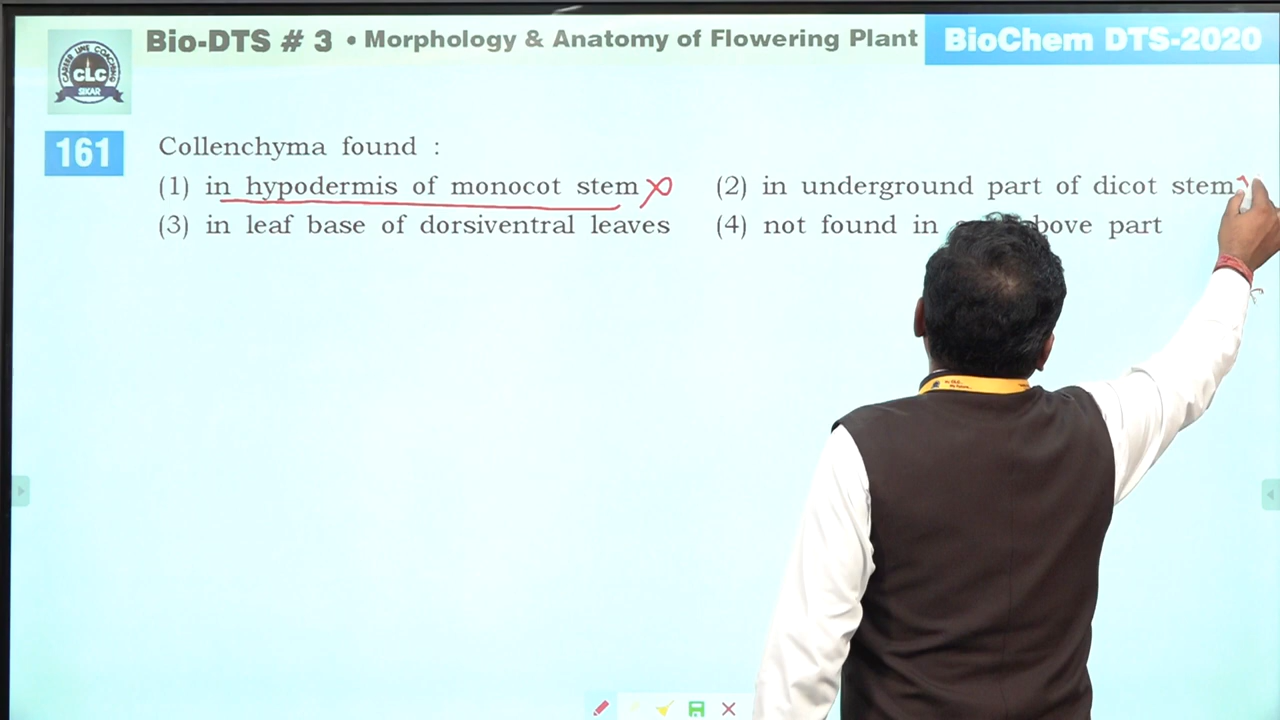 Bio-DTS # 3 • Morphology & Anatomy of Flowering Plant
BioChem DTS-2020
CAREER LINE COACHING
CLC
SIKAR
161
Collenchyma found :
(1) in hypodermis of monocot stem
(2) in underground part of dicot stem
(3) in leaf base of dorsiventral leaves
(4) not found in bove part